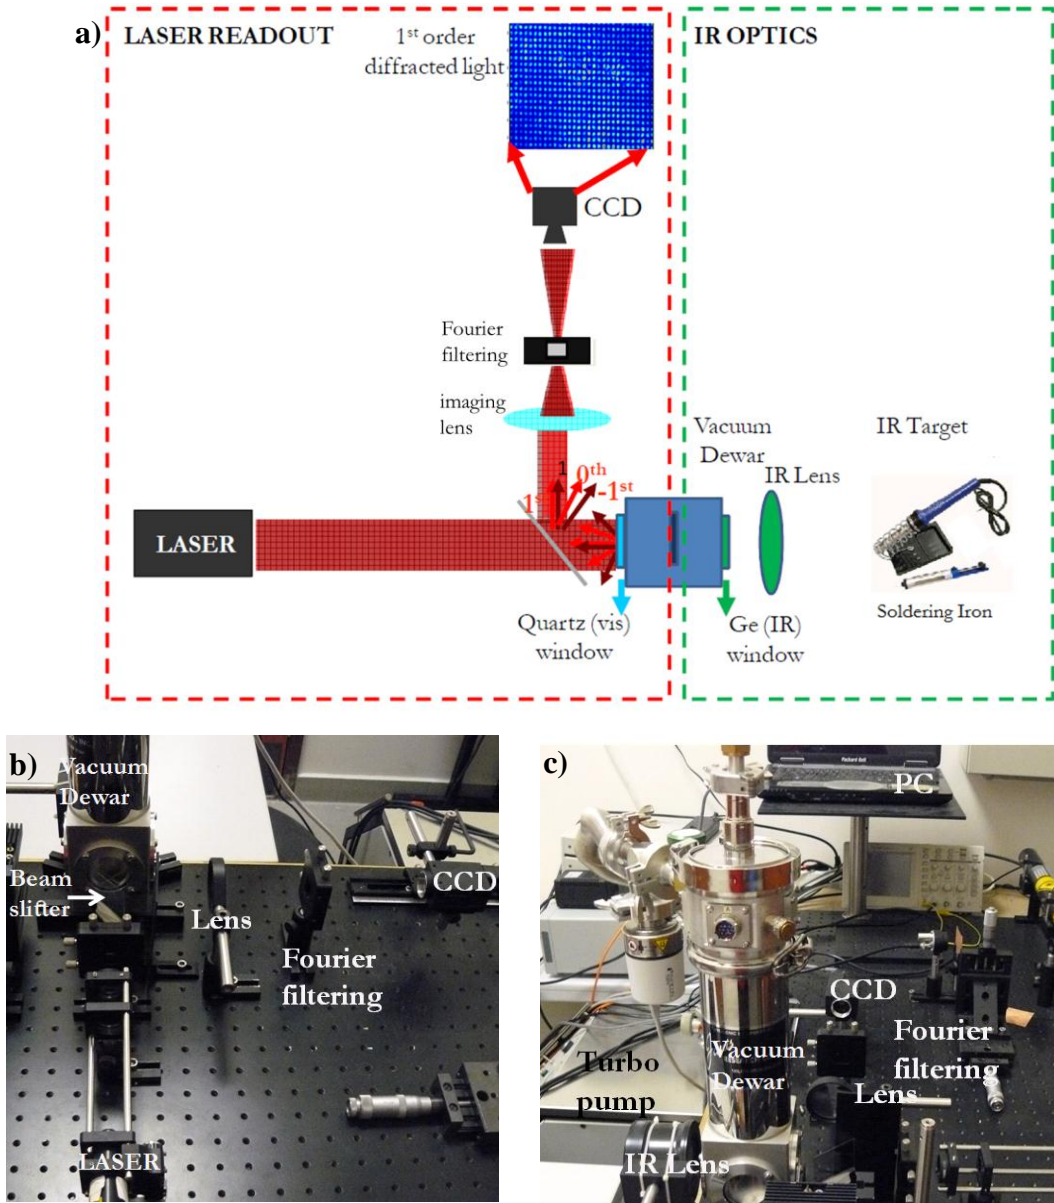 a)
LASER READOUT
1st order
diffracted light
IR OPTICS
CCD
Fourier
filtering
imaging
lens
Vacuum
Dewar
IR Lens
IR Target
1
0th
1st
-1st
LASER
Quartz (vis)
window
Ge (IR)
window
Soldering Iron
b)
Vacuum
Dewar
Beam
slifter
Lens
CCD
Fourier
filtering
LASER
c)
Packard Bell
PC
CCD
Fourier
filtering
Turbo
pump
Vacuum
Dewar
Lens
IR Lens